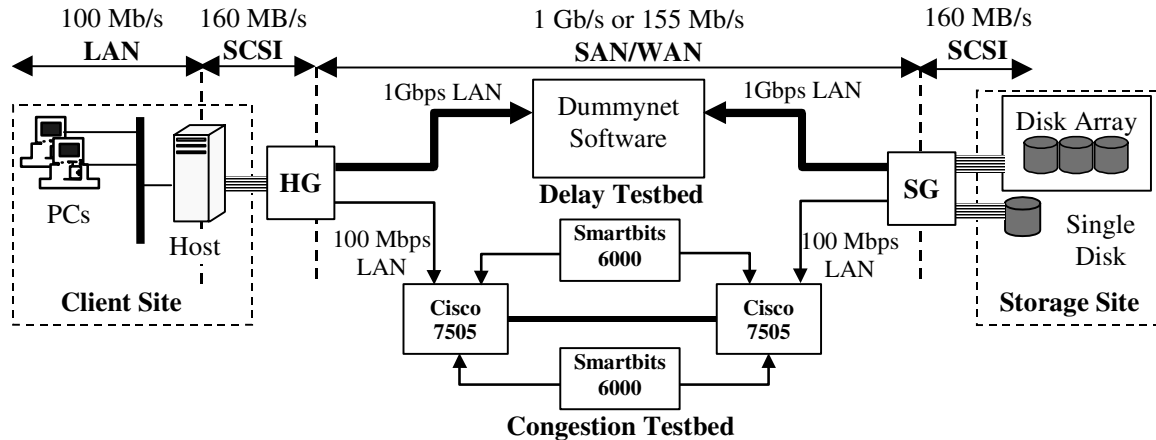 100 Mb/s
LAN
160 MB/s
SCSI
1 Gb/s or 155 Mb/s
SAN/WAN
160 MB/s
SCSI
1Gbps LAN
Dummynet
Software
1Gbps LAN
Delay Testbed
PCs
Host
Client Site
HG
SG
Disk Array
Single
Disk
Storage Site
100 Mbps
LAN
Smartbits
6000
100 Mbps
LAN
Cisco
7505
Cisco
7505
Smartbits
6000
Congestion Testbed